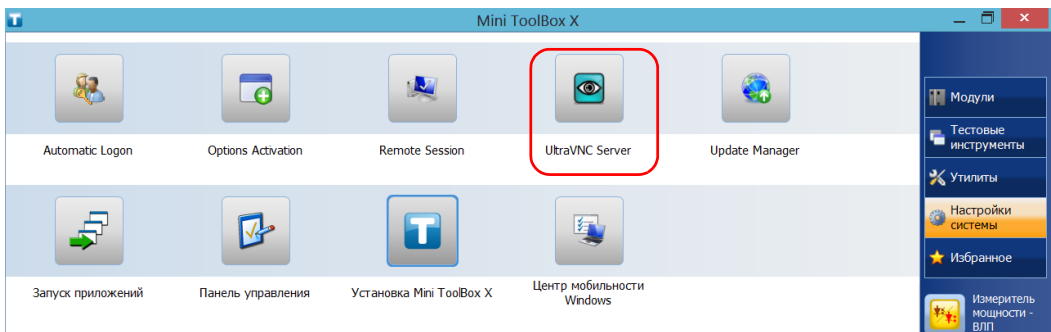 Mini ToolBox X
Automatic Logon
Options Activation
Remote Session
UltraVNC Server
Update Manager
Запуск приложений
Панель управления
Установка Mini ToolBox X
Центр мобильности
Windows
Модули
Тестовые
инструменты
Утилиты
Настройки
системы
Избранное
Измеритель
мощности -
ВЛП